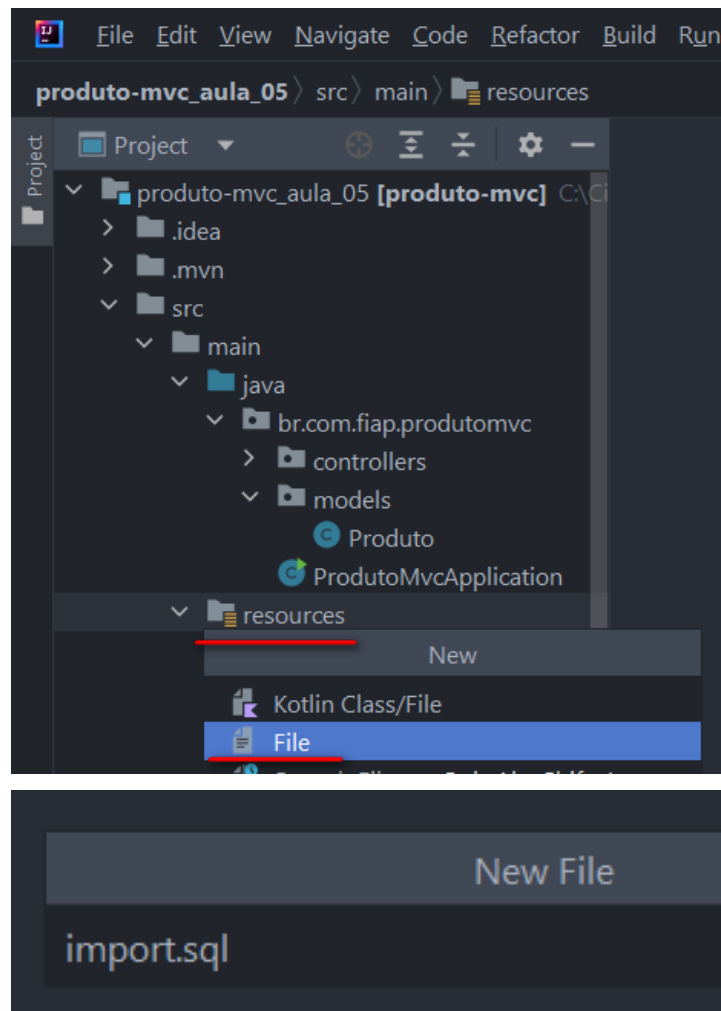 File Edit View Navigate Code Refactor Build Run
produto-mvc_aula_05 〉 src 〉 main 〉 resources
Project
Project
produto-mvc_aula_05 [produto-mvc] C:\Ci
.idea
.mvn
src
main
java
br.com.fiap.produtomvc
controllers
models
Produto
ProdutoMvcApplication
resources
New
Kotlin Class/File
File
New File
import.sql